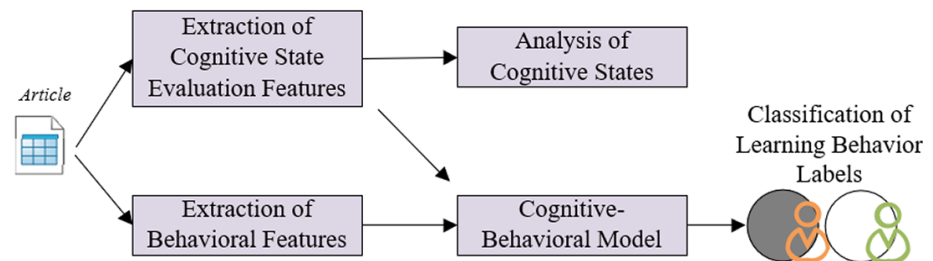 Article
Extraction of
Cognitive State
Evaluation Features
Analysis of
Cognitive States
Extraction of
Behavioral Features
Cognitive-
Behavioral Model
Classification of
Learning Behavior
Labels